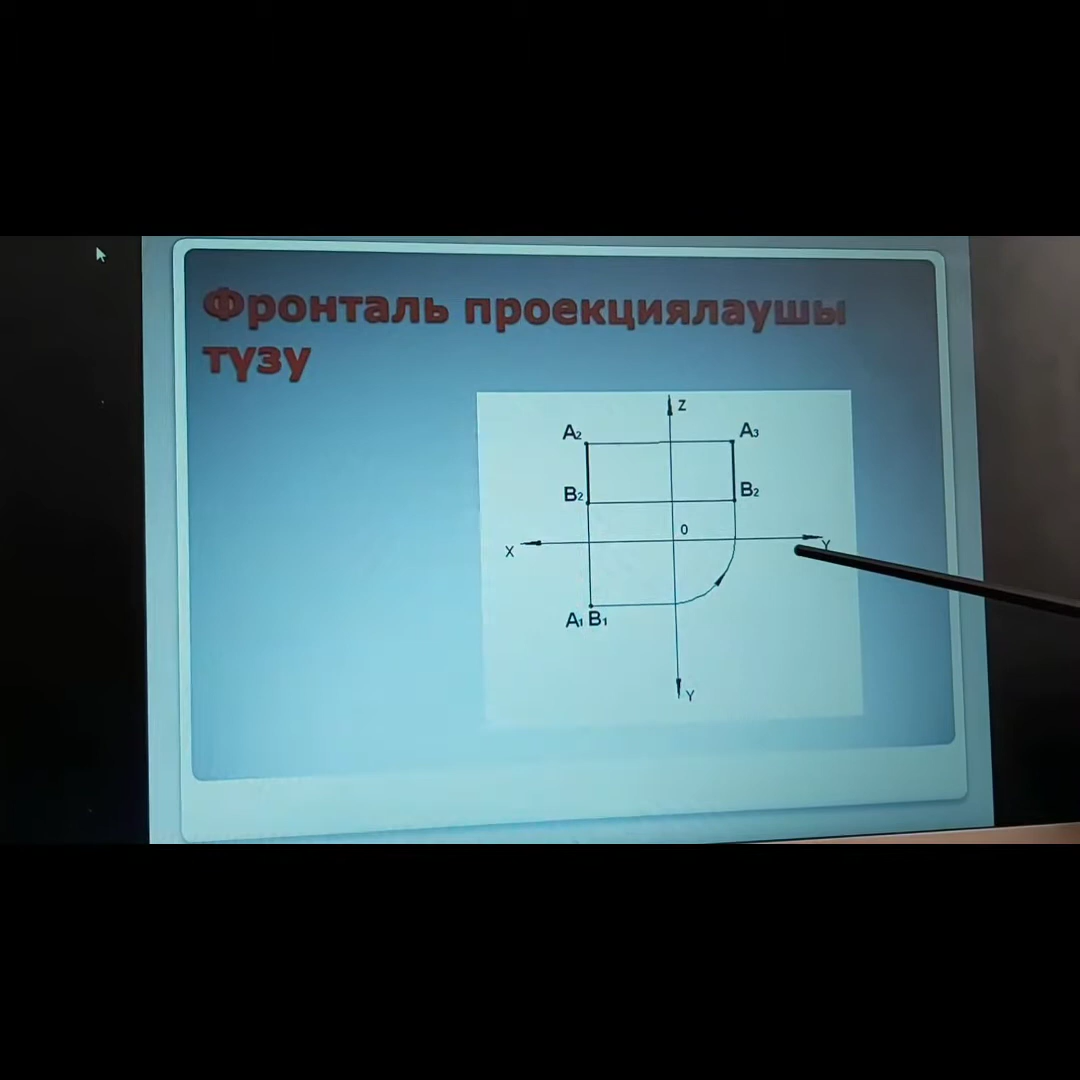 Фронталь проекциялаушы
түзу
Z
A₂ A₃
B₂ B₂
0
X Y
A₁ B₁
Y